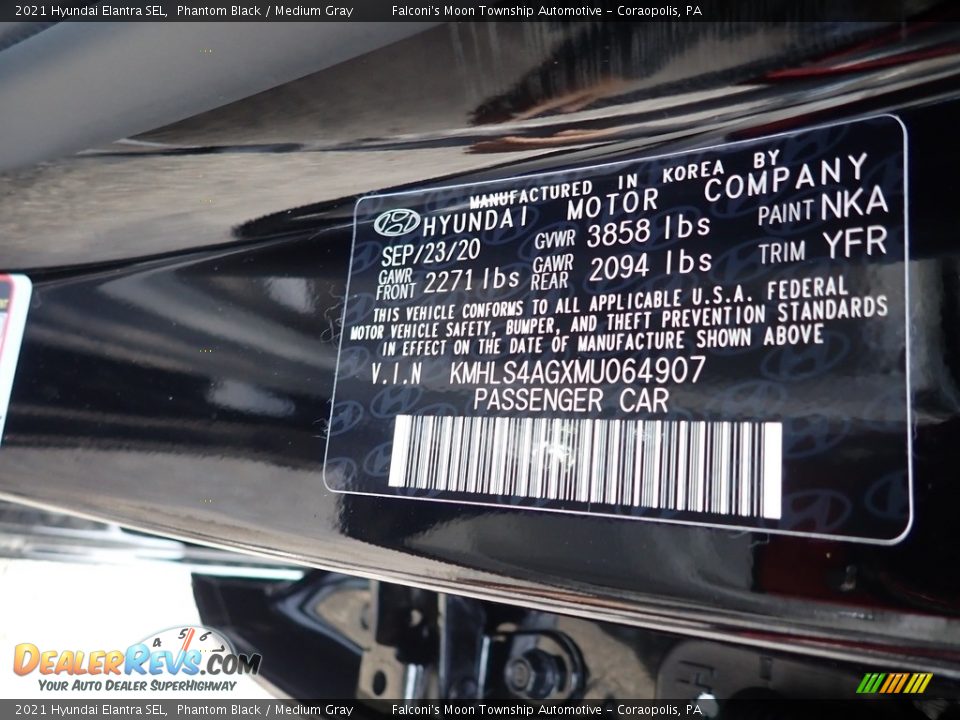 2021 Hyundai Elantra SEL, Phantom Black / Medium Gray Falconi's Moon Township Automotive - Coraopolis, PA
MANUFACTURED IN KOREA BY
HYUNDAI MOTOR COMPANY
SEP/23/20 GVWR 3858 lbs PAINT NKA
GAWR FRONT 2271 lbs GAWR REAR 2094 lbs TRIM YFR
THIS VEHICLE CONFORMS TO ALL APPLICABLE U.S.A. FEDERAL
MOTOR VEHICLE SAFETY, BUMPER, AND THEFT PREVENTION STANDARDS
IN EFFECT ON THE DATE OF MANUFACTURE SHOWN ABOVE
V.I.N KMHLS4AGXMU064907
PASSENGER CAR
4 5 6
DEALERREVS.COM
YOUR AUTO DEALER SUPERHIGHWAY
2021 Hyundai Elantra SEL, Phantom Black / Medium Gray Falconi's Moon Township Automotive - Coraopolis, PA